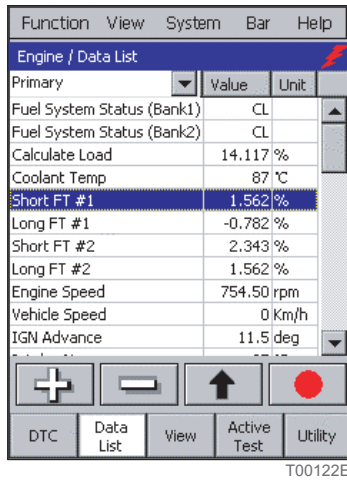 Function View System Bar Help
Engine / Data List
Primary Value Unit
Fuel System Status (Bank1) CL
Fuel System Status (Bank2) CL
Calculate Load 14.117 %
Coolant Temp 87 ℃
Short FT #1 1.562 %
Long FT #1 -0.782 %
Short FT #2 2.343 %
Long FT #2 1.562 %
Engine Speed 754.50 rpm
Vehicle Speed 0 Km/h
IGN Advance 11.5 deg
DTC Data List View Active Test Utility
T00122E